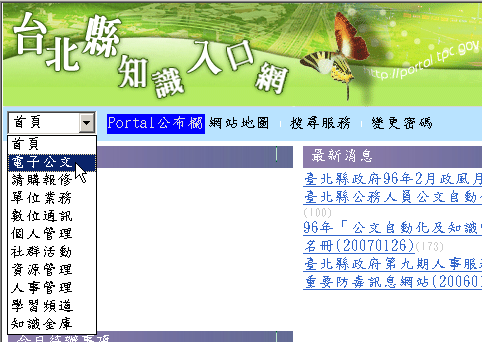 台北縣知識入口網
http://portal.tpc.gov
首頁 Portal公布欄 網站地圖 搜尋服務 變更密碼
首頁
電子公文
請購報修
單位業務
數位通訊
個人管理
社群活動
資源管理
人事管理
學習頻道
知識金庫
今日待辦事項
最新消息
臺北縣政府96年2月政風月
臺北縣公務人員公文自動
(100)
96年「公文自動化及知識
名冊(20070126)(173)
臺北縣政府第九期人事服
重要防毒訊息網站(20060